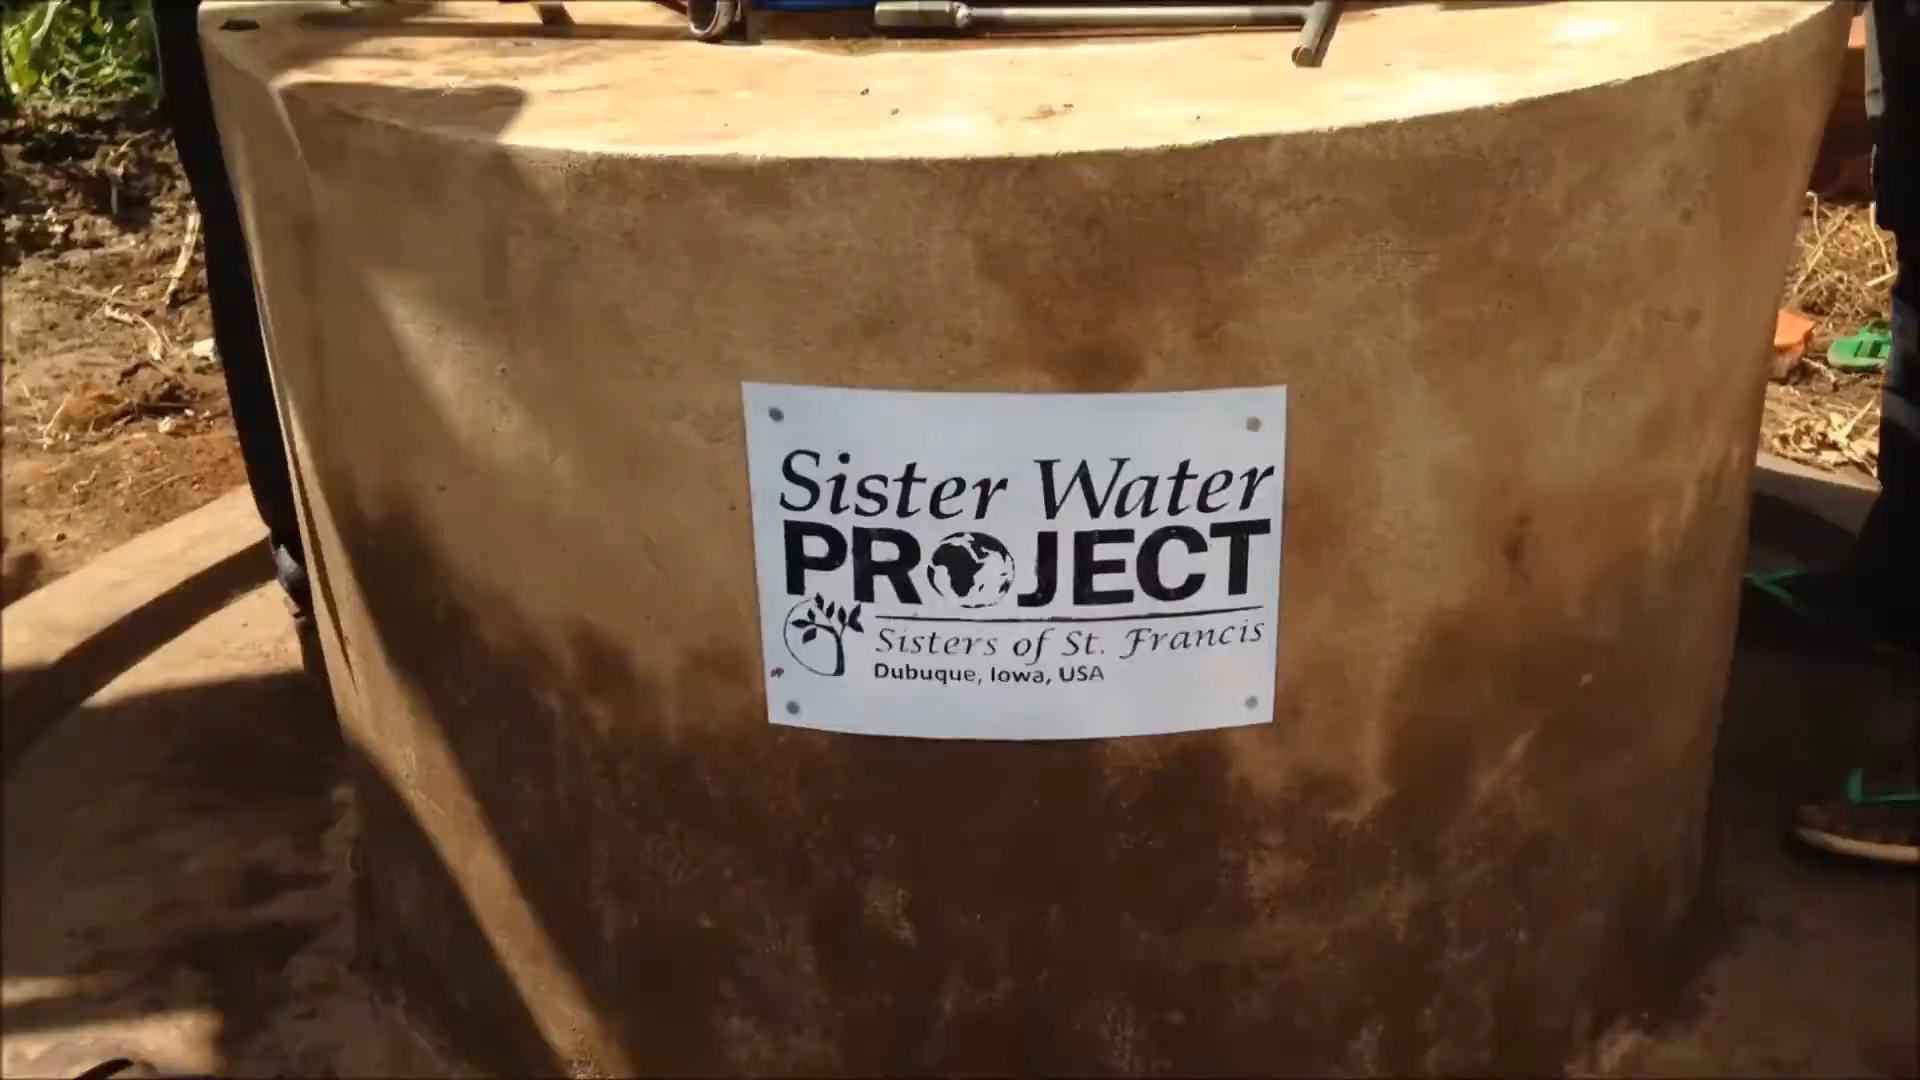 Sister Water
PROJECT
Sisters of St. Francis
Dubuque, Iowa, USA